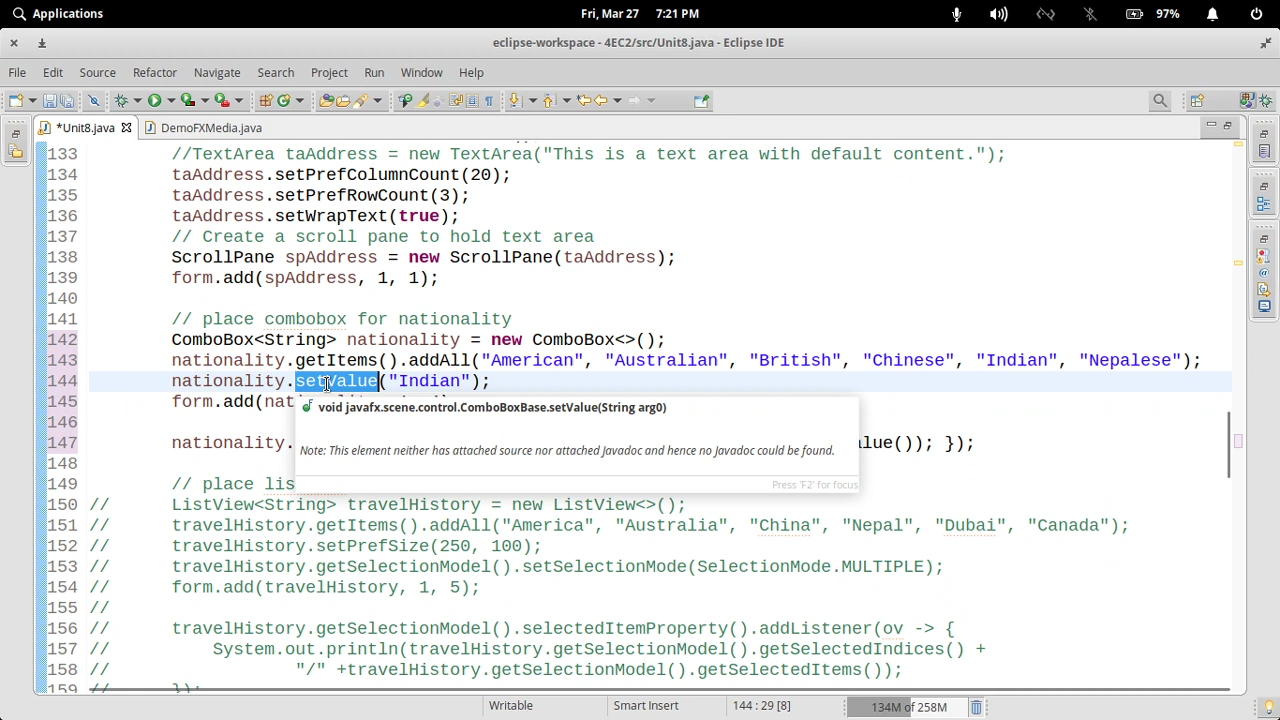 Applications
Fri, Mar 27 7:21 PM
97%
eclipse-workspace - 4EC2/src/Unit8.java - Eclipse IDE
File Edit Source Refactor Navigate Search Project Run Window Help
*Unit8.java DemoFXMedia.java
133 //TextArea taAddress = new TextArea("This is a text area with default content.");
134 taAddress.setPrefColumnCount(20);
135 taAddress.setPrefRowCount(3);
136 taAddress.setWrapText(true);
137 // Create a scroll pane to hold text area
138 ScrollPane spAddress = new ScrollPane(taAddress);
139 form.add(spAddress, 1, 1);
140
141 // place combobox for nationality
142 ComboBox<String> nationality = new ComboBox<>();
143 nationality.getItems().addAll("American", "Australian", "British", "Chinese", "Indian", "Nepalese");
144 nationality.setValue("Indian");
145 form.add(
void javafx.scene.control.ComboBoxBase.setValue(String arg0)
146
147 nationality. alue()); });
Note: This element neither has attached source nor attached Javadoc and hence no Javadoc could be found.
148
149 // place
Press 'F2' for focus
150 // ListView<String> travelHistory = new ListView<>();
151 // travelHistory.getItems().addAll("America", "Australia", "China", "Nepal", "Dubai", "Canada");
152 // travelHistory.setPrefSize(250, 100);
153 // travelHistory.getSelectionModel().setSelectionMode(SelectionMode.MULTIPLE);
154 // form.add(travelHistory, 1, 5);
155 //
156 // travelHistory.getSelectionModel().selectedItemProperty().addListener(ov -> {
157 // System.out.println(travelHistory.getSelectionModel().getSelectedIndices() +
158 // "/" +travelHistory.getSelectionModel().getSelectedItems());
159 // });
Writable Smart Insert 144 : 29 [8] 134M of 258M